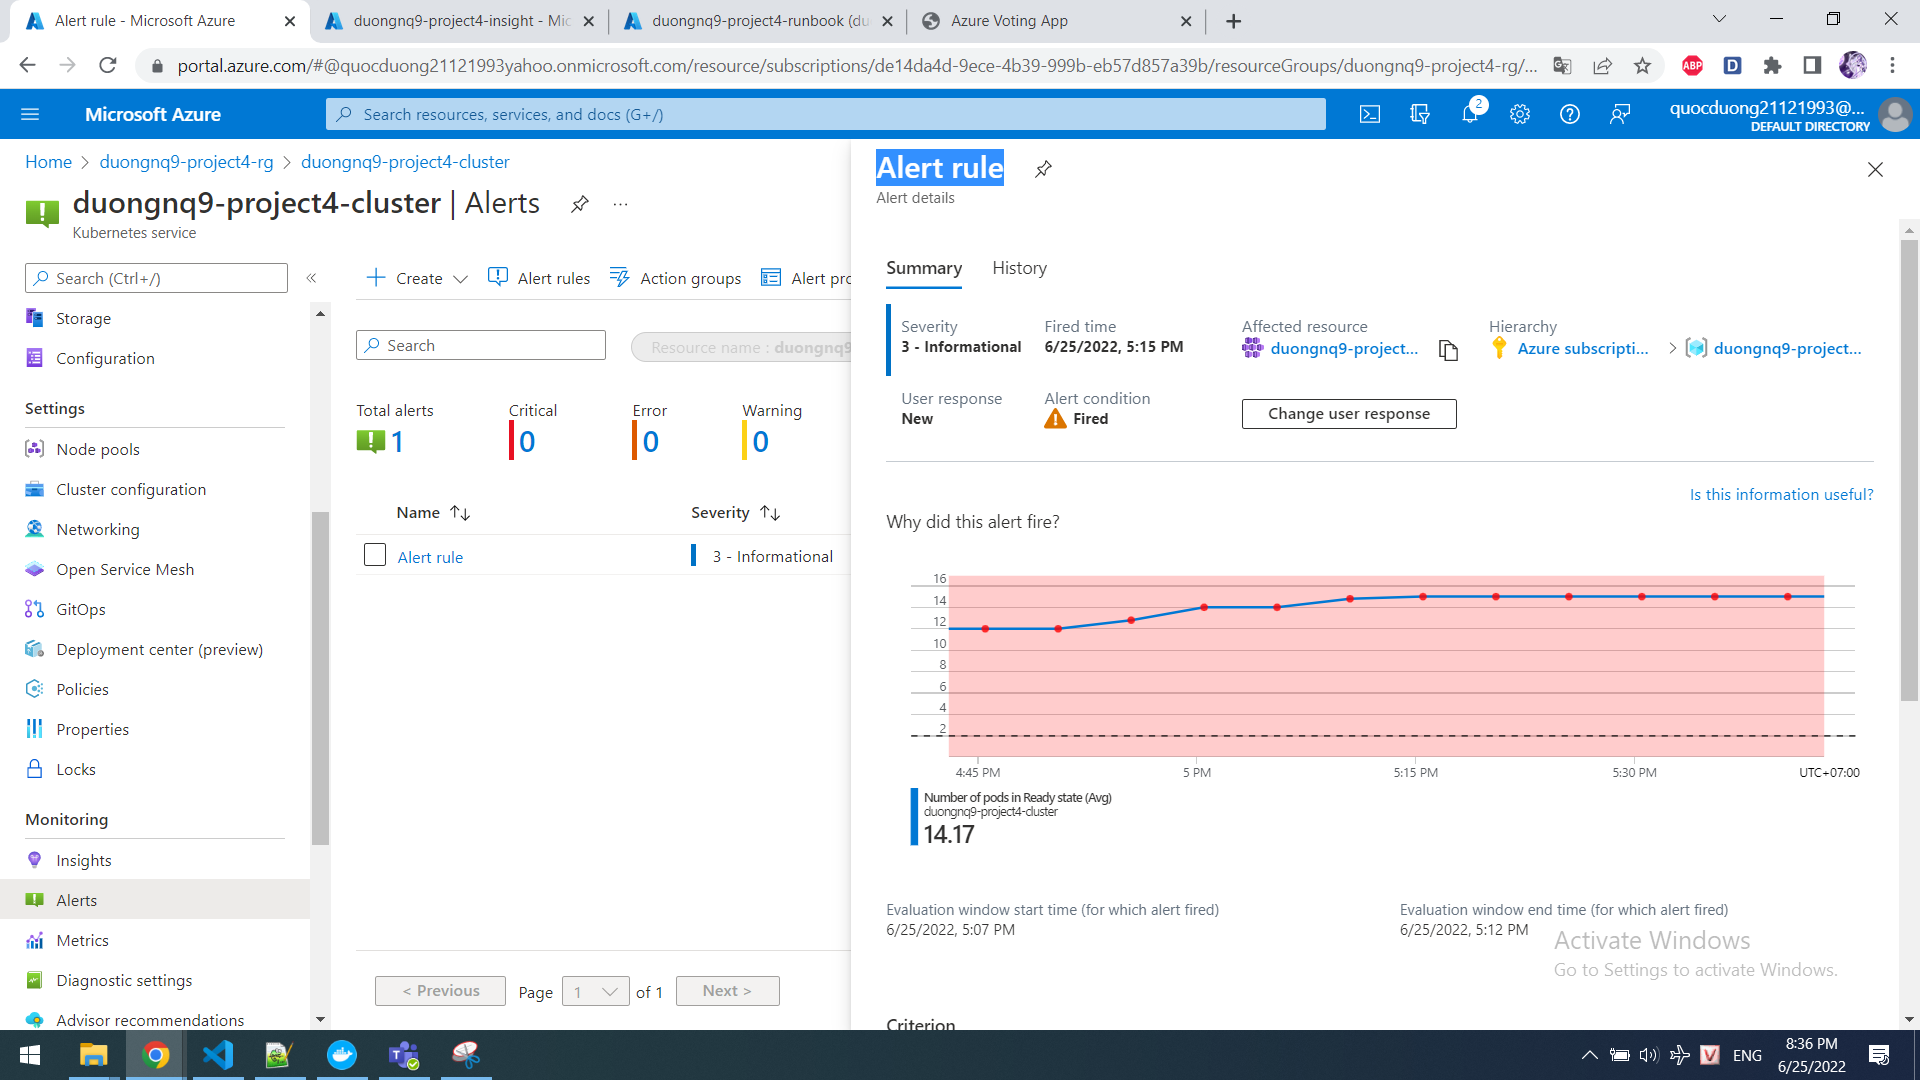 Alert rule - Microsoft Azure
duongnq9-project4-insight - Mic
duongnq9-project4-runbook (du
Azure Voting App
portal.azure.com/#@quocduong21121993yahoo.onmicrosoft.com/resource/subscriptions/de14da4d-9ece-4b39-999b-eb57d857a39b/resourceGroups/duongnq9-project4-rg/...
ABP
D
Microsoft Azure
Search resources, services, and docs (G+/)
2
quocduong21121993@...
DEFAULT DIRECTORY
Home > duongnq9-project4-rg > duongnq9-project4-cluster
duongnq9-project4-cluster | Alerts
...
Kubernetes service
Search (Ctrl+/)
«
Storage
Configuration
Settings
Node pools
Cluster configuration
Networking
Open Service Mesh
GitOps
Deployment center (preview)
Policies
Properties
Locks
Monitoring
Insights
Alerts
Metrics
Diagnostic settings
Advisor recommendations
Create
Alert rules
Action groups
Alert pro
Search
Resource name : duongnq9
Total alerts
1
Critical
0
Error
0
Warning
0
Name
Severity
Alert rule
3 - Informational
< Previous
Page
1
of 1
Next >
Alert rule
Alert details
Summary
History
Severity
3 - Informational
Fired time
6/25/2022, 5:15 PM
Affected resource
duongnq9-project...
Hierarchy
Azure subscripti... > duongnq9-project...
User response
New
Alert condition
Fired
Change user response
Is this information useful?
Why did this alert fire?
16
14
12
10
8
6
4
2
4:45 PM
5 PM
5:15 PM
5:30 PM
UTC+07:00
Number of pods in Ready state (Avg)
duongnq9-project4-cluster
14.17
Evaluation window start time (for which alert fired)
6/25/2022, 5:07 PM
Evaluation window end time (for which alert fired)
6/25/2022, 5:12 PM
Activate Windows
Go to Settings to activate Windows.
Criterion
V
ENG
8:36 PM
6/25/2022